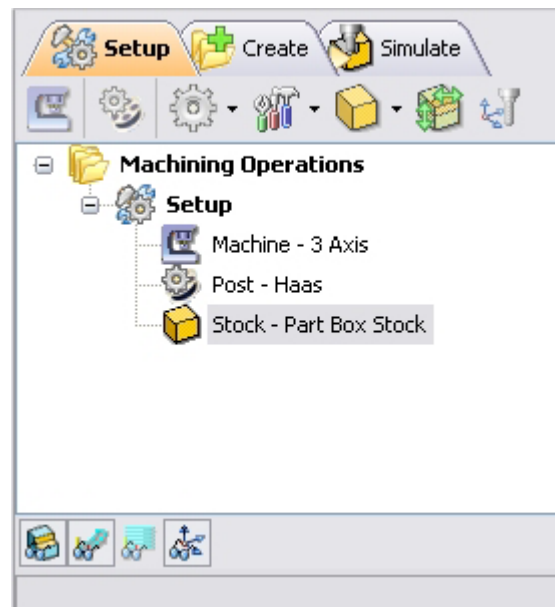 Setup Create Simulate
Machining Operations
Setup
Machine - 3 Axis
Post - Haas
Stock - Part Box Stock